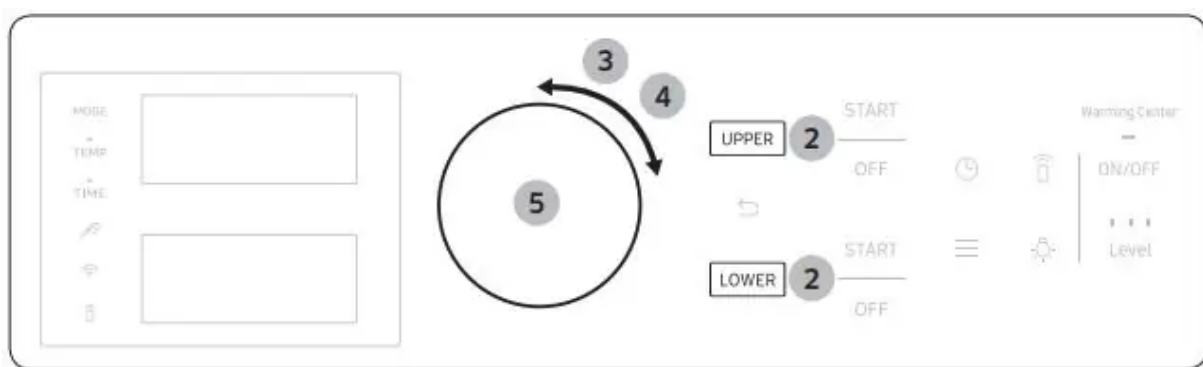 3
4
MODE
START
Warming Center
UPPER 2
TEMP
OFF
ON/OFF
TIME
5
START
Level
LOWER 2
OFF